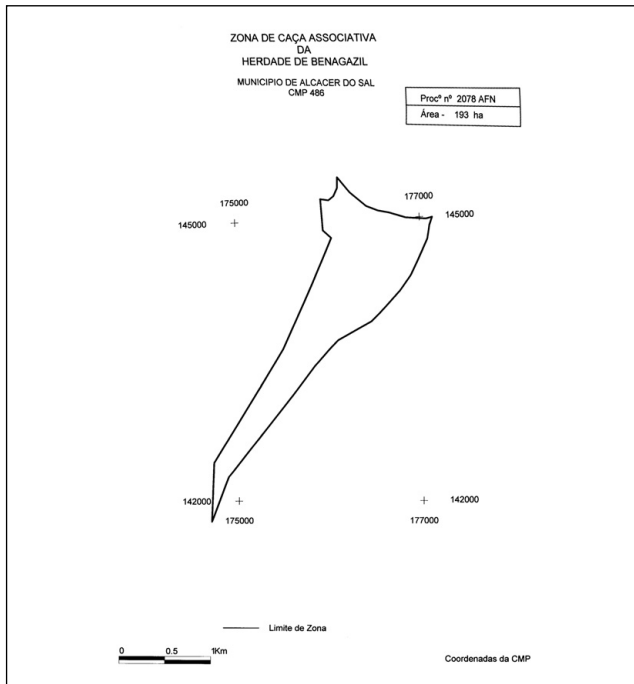 ZONA DE CAÇA ASSOCIATIVA
DA
HERDADE DE BENAGAZIL
MUNICIPIO DE ALCACER DO SAL
CMP 486
Procº nº 2078 AFN
Área - 193 ha
175000
177000
145000
145000
142000
142000
175000
177000
Limite de Zona
0 0.5 1Km
Coordenadas da CMP